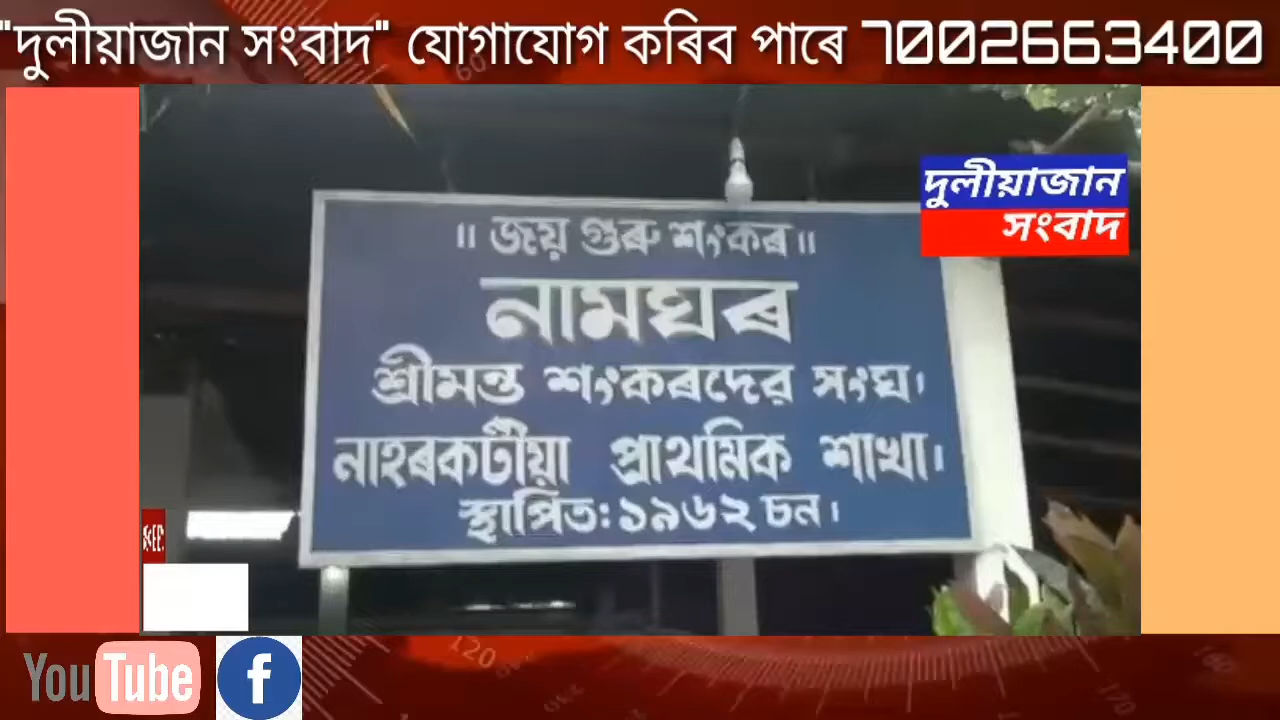 "দুলীয়াজান সংবাদ" যোগাযোগ কৰিব পাৰে 7002663400
দুলীয়াজান
সংবাদ
॥ জয় গুৰু শংকৰ॥
নামঘৰ
শ্ৰীমন্ত শংকৰদেৱ সংঘ।
নাহৰকটীয়া প্ৰাথমিক শাখা।
স্থাপিত: ১৯৬২ চন।
YouTube
f